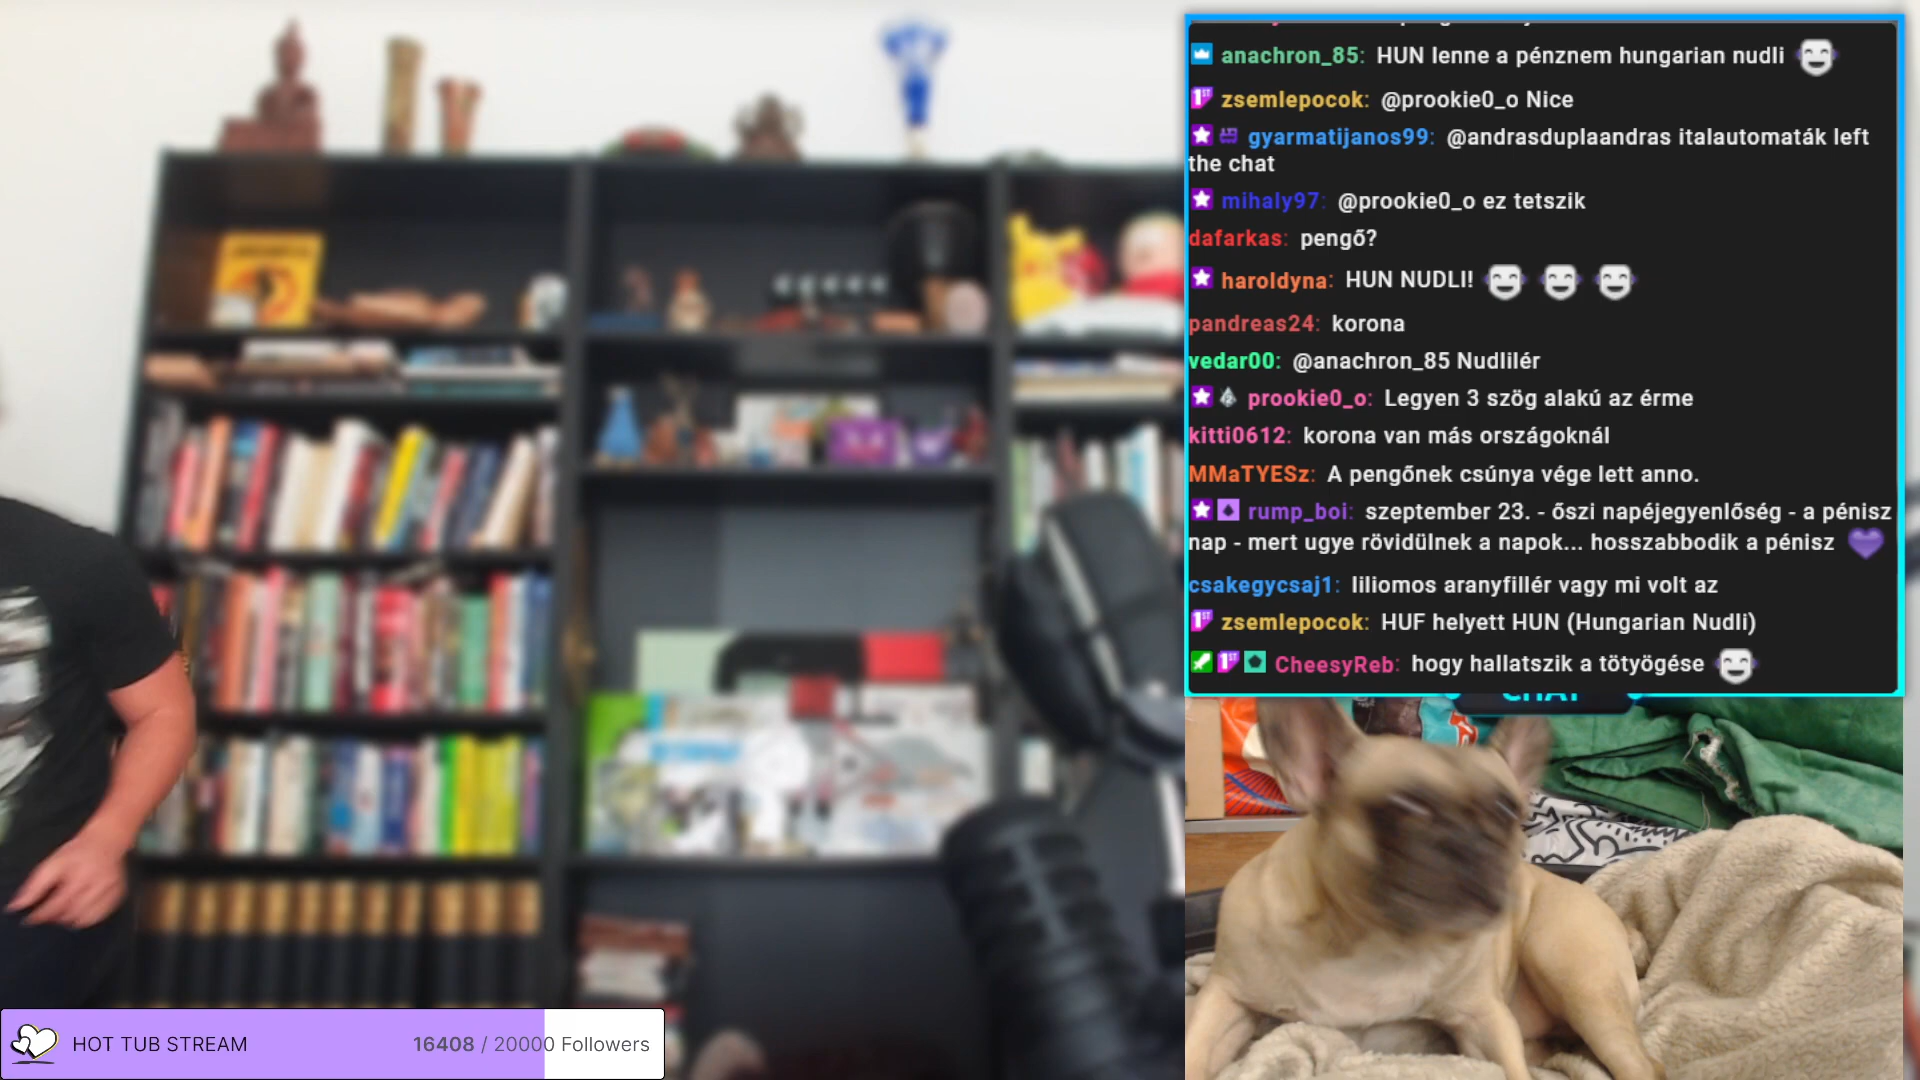 anachron_85: HUN lenne a pénznem hungarian nudli
zsemlepocok: @prookie0_o Nice
gyarmatijanos99: @andrasduplaandras italautomaták left
the chat
mihaly97: @prookie0_o ez tetszik
dafarkas: pengő?
haroldyna: HUN NUDLI!
pandreas24: korona
vedar00: @anachron_85 Nudlilér
prookie0_o: Legyen 3 szög alakú az érme
kitti0612: korona van más országoknál
MMaTYESz: A pengőnek csúnya vége lett anno.
rump_boi: szeptember 23. - őszi napéjegyenlőség - a pénisz
nap - mert ugye rövidülnek a napok... hosszabbodik a pénisz
csakegycsaj1: liliomos aranyfillér vagy mi volt az
zsemlepocok: HUF helyett HUN (Hungarian Nudli)
CheesyReb: hogy hallatszik a tötyögése
CHAT
HOT TUB STREAM 16408 / 20000 Followers